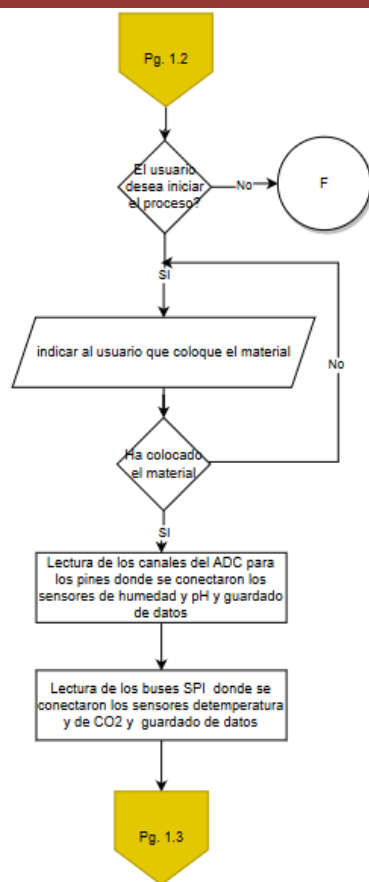 Pg. 1.2
El usuario
desea iniciar
el proceso?
No
F
SI
indicar al usuario que coloque el material
No
Ha colocado
el material
SI
Lectura de los canales del ADC para
los pines donde se conectaron los
sensores de humedad y pH y guardado
de datos
Lectura de los buses SPI donde se
conectaron los sensores detemperatura
y de CO2 y guardado de datos
Pg. 1.3